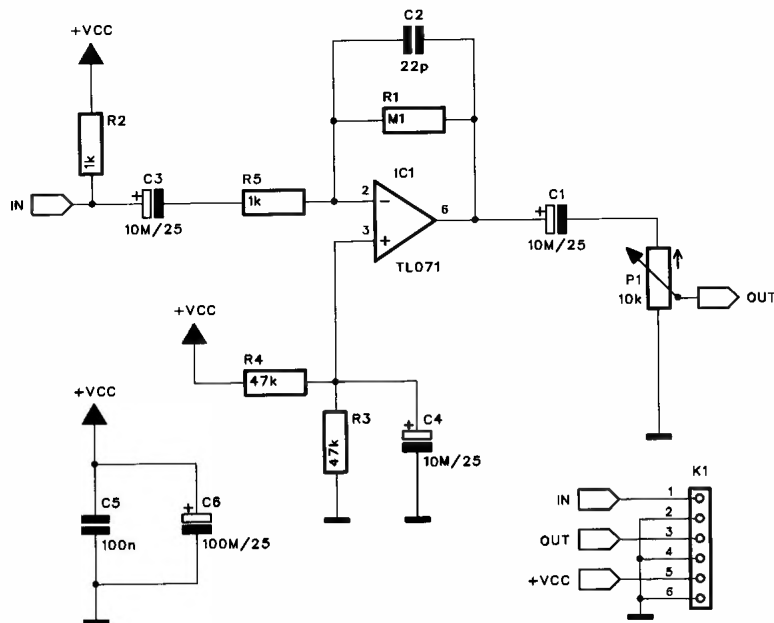 +VCC
C2
22p
R1
M1
R2
1k
C3
+
10M/25
IN
R5
1k
IC1
2
−
3
+
6
TL071
C1
+
10M/25
P1
10k
OUT
+VCC
R4
47k
R3
47k
+
C4
10M/25
+VCC
C5
100n
+
C6
100M/25
K1
IN
1
2
OUT
3
4
+VCC
5
6